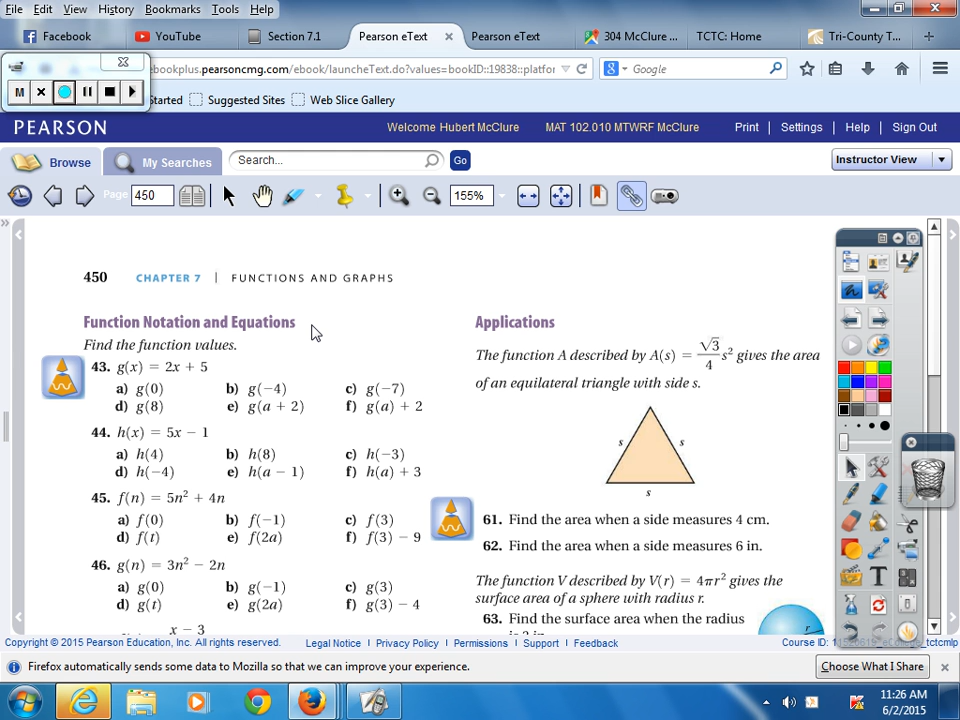 File Edit View History Bookmarks Tools Help
Facebook YouTube Section 7.1 Pearson eText Pearson eText 304 McClure ... TCTC: Home Tri-County T...
ebookplus.pearsoncmg.com/ebook/launcheText.do?values=bookID::19838::platfor Google
M
Started Suggested Sites Web Slice Gallery
PEARSON Welcome Hubert McClure MAT 102.010 MTWRF McClure Print Settings Help Sign Out
Browse My Searches Search... Go Instructor View
Page 450 155%
450 CHAPTER 7 | FUNCTIONS AND GRAPHS
Function Notation and Equations
Find the function values.
43. g(x) = 2x + 5
a) g(0) b) g(−4) c) g(−7)
d) g(8) e) g(a + 2) f) g(a) + 2
44. h(x) = 5x − 1
a) h(4) b) h(8) c) h(−3)
d) h(−4) e) h(a − 1) f) h(a) + 3
45. f(n) = 5n² + 4n
a) f(0) b) f(−1) c) f(3)
d) f(t) e) f(2a) f) f(3) − 9
46. g(n) = 3n² − 2n
a) g(0) b) g(−1) c) g(3)
d) g(t) e) g(2a) f) g(3) − 4
x − 3
Applications
The function A described by A(s) = √3/4 s² gives the area
of an equilateral triangle with side s.
s s
s
61. Find the area when a side measures 4 cm.
62. Find the area when a side measures 6 in.
The function V described by V(r) = 4πr² gives the
surface area of a sphere with radius r.
63. Find the surface area when the radius
is 3 in.
r
T
Copyright © 2015 Pearson Education, Inc. All rights reserved. Legal Notice | Privacy Policy | Permissions | Support | Feedback Course ID: tctcmlp
Firefox automatically sends some data to Mozilla so that we can improve your experience. Choose What I Share
11:26 AM
6/2/2015